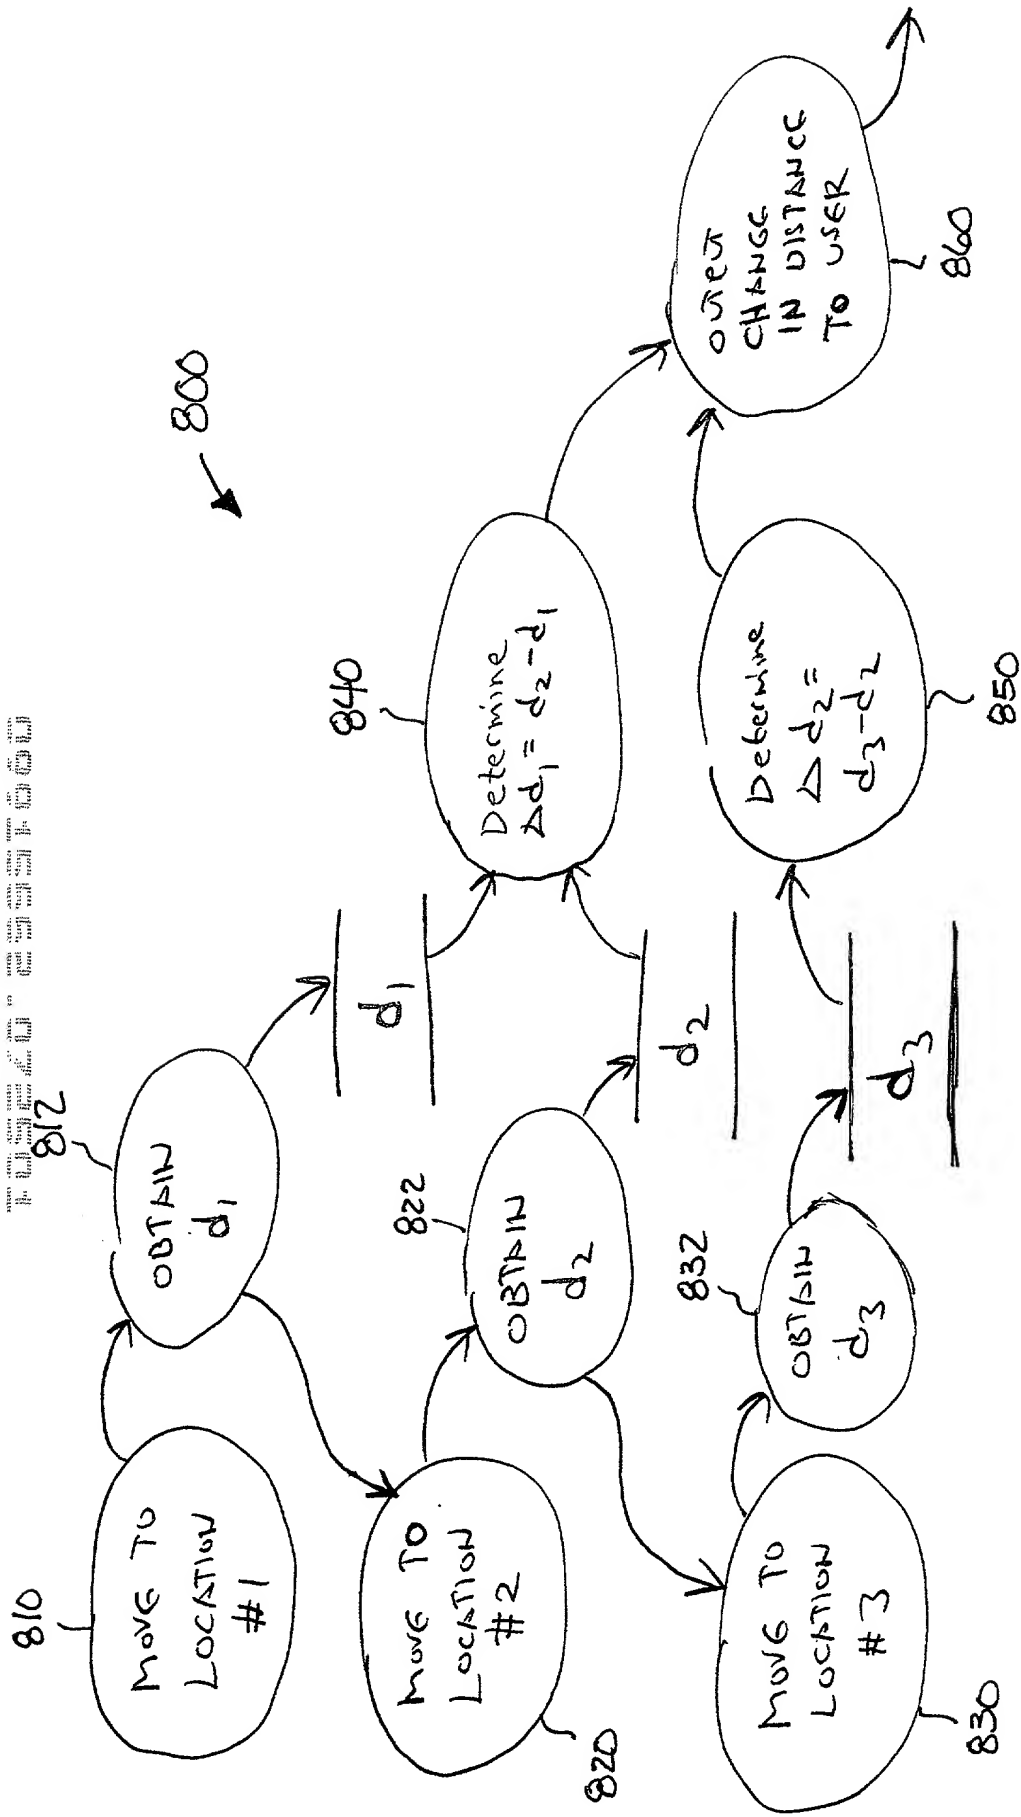 800
810
MOVE TO
LOCATION
#1
812
OBTAIN
d1
d1
820
MOVE TO
LOCATION
#2
822
OBTAIN
d2
d2
830
MOVE TO
LOCATION
#3
832
OBTAIN
d3
d3
840
Determine
Δd1 = d2 - d1
850
Determine
Δd2 =
d3 - d2
OUTPUT
CHANGE
IN DISTANCE
TO USER
860